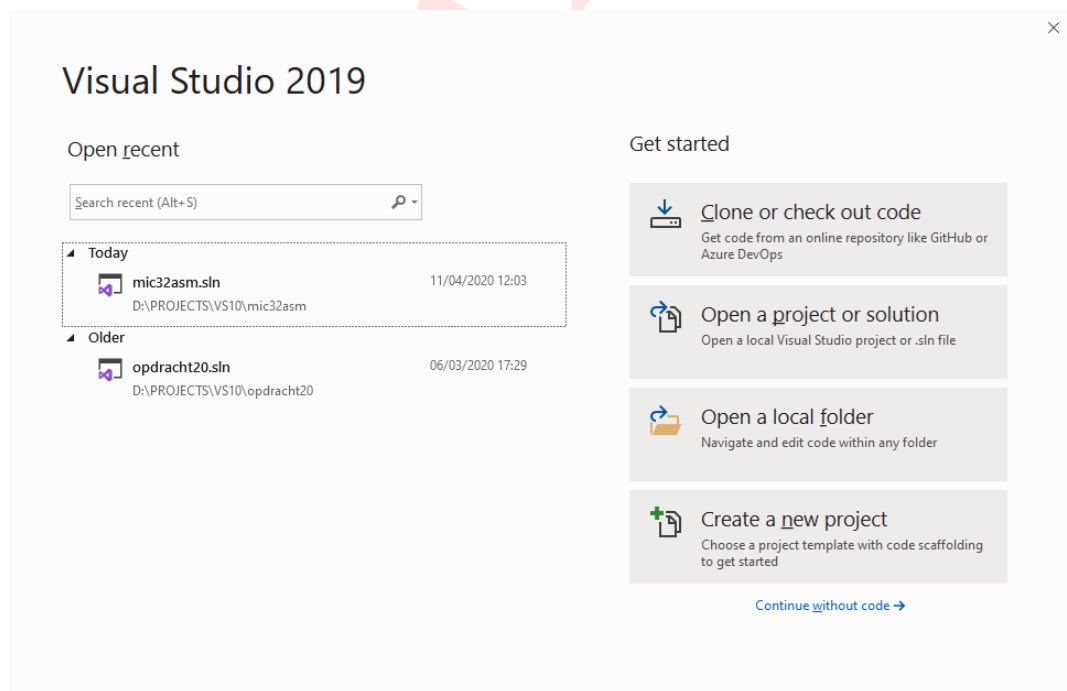 Visual Studio 2019
Open recent
Search recent (Alt+S)
Today
mic32asm.sln 11/04/2020 12:03
D:\PROJECTS\VS10\mic32asm
Older
opdracht20.sln 06/03/2020 17:29
D:\PROJECTS\VS10\opdracht20
Get started
Clone or check out code
Get code from an online repository like GitHub or
Azure DevOps
Open a project or solution
Open a local Visual Studio project or .sln file
Open a local folder
Navigate and edit code within any folder
Create a new project
Choose a project template with code scaffolding
to get started
Continue without code →